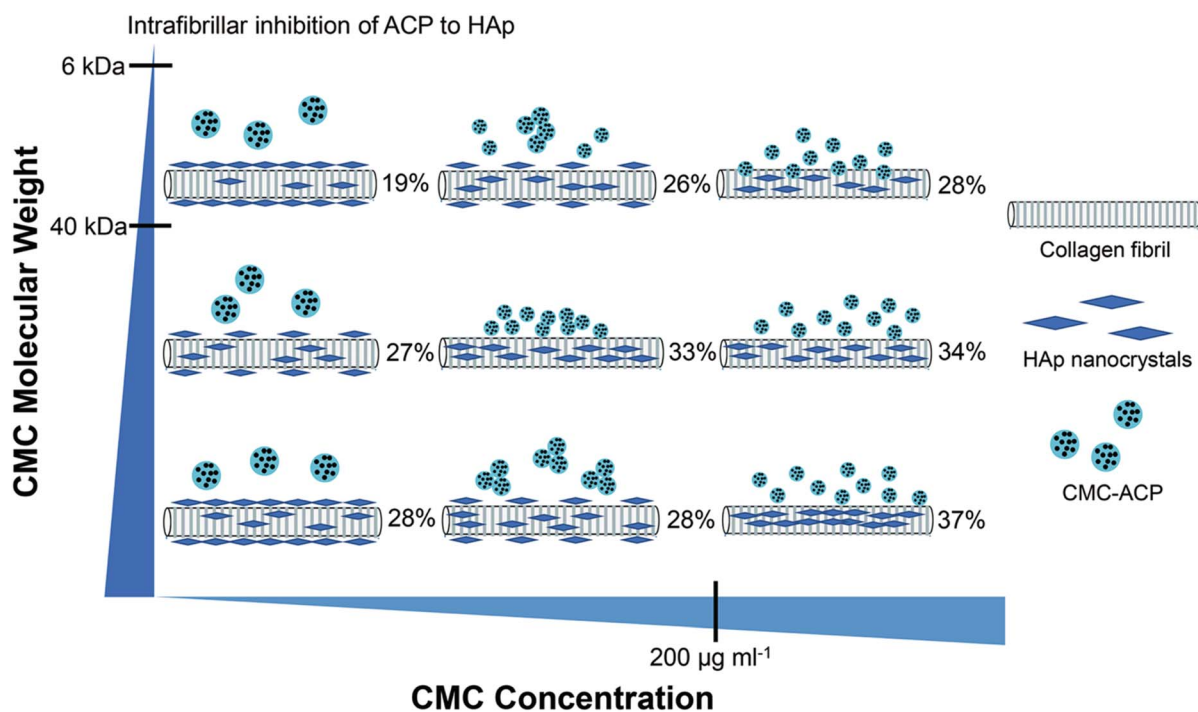 Intrafibrillar inhibition of ACP to HAp
6 kDa
19%
26%
28%
40 kDa
Collagen fibril
27%
33%
34%
HAp nanocrystals
28%
28%
37%
CMC-ACP
CMC Molecular Weight
200 µg ml⁻¹
CMC Concentration